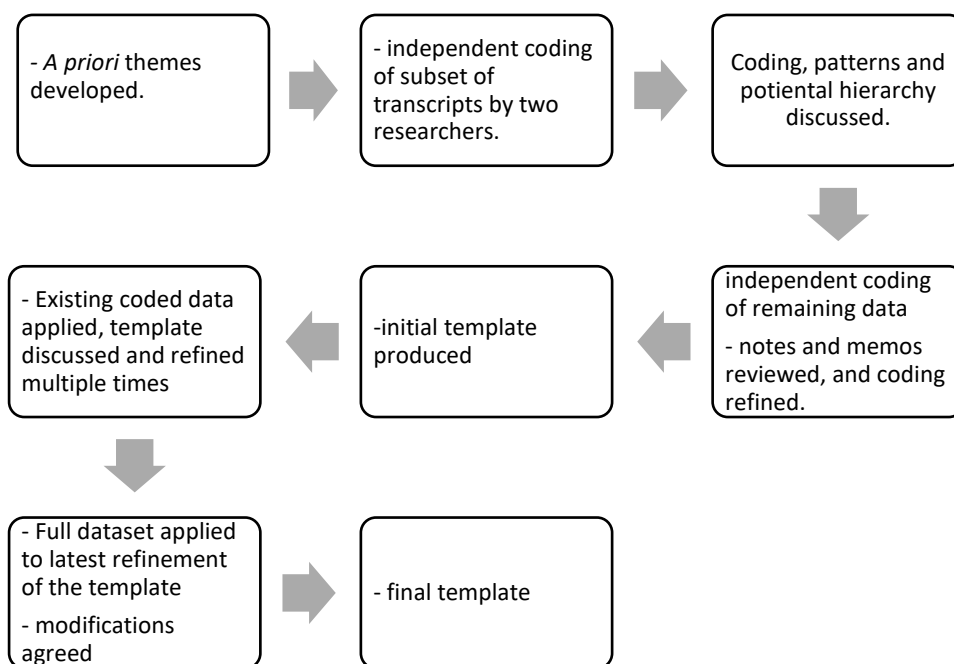 - A priori themes
developed.
- independent coding
of subset of
transcripts by two
researchers.
Coding, patterns and
potiental hierarchy
discussed.
independent coding
of remaining data
- notes and memos
reviewed, and coding
refined.
-initial template
produced
- Existing coded data
applied, template
discussed and refined
multiple times
- Full dataset applied
to latest refinement
of the template
- modifications
agreed
- final template